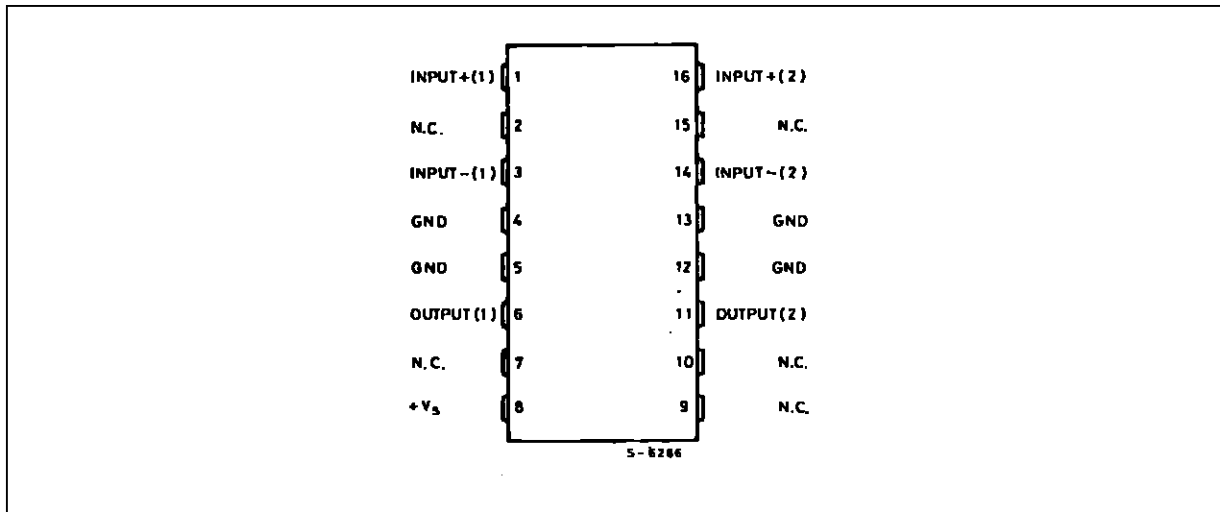 INPUT+(1) 1 16 INPUT+(2)
N.C. 2 15 N.C.
INPUT-(1) 3 14 INPUT-(2)
GND 4 13 GND
GND 5 12 GND
OUTPUT(1) 6 11 OUTPUT(2)
N.C. 7 10 N.C.
+Vs 8 9 N.C.
S-6266